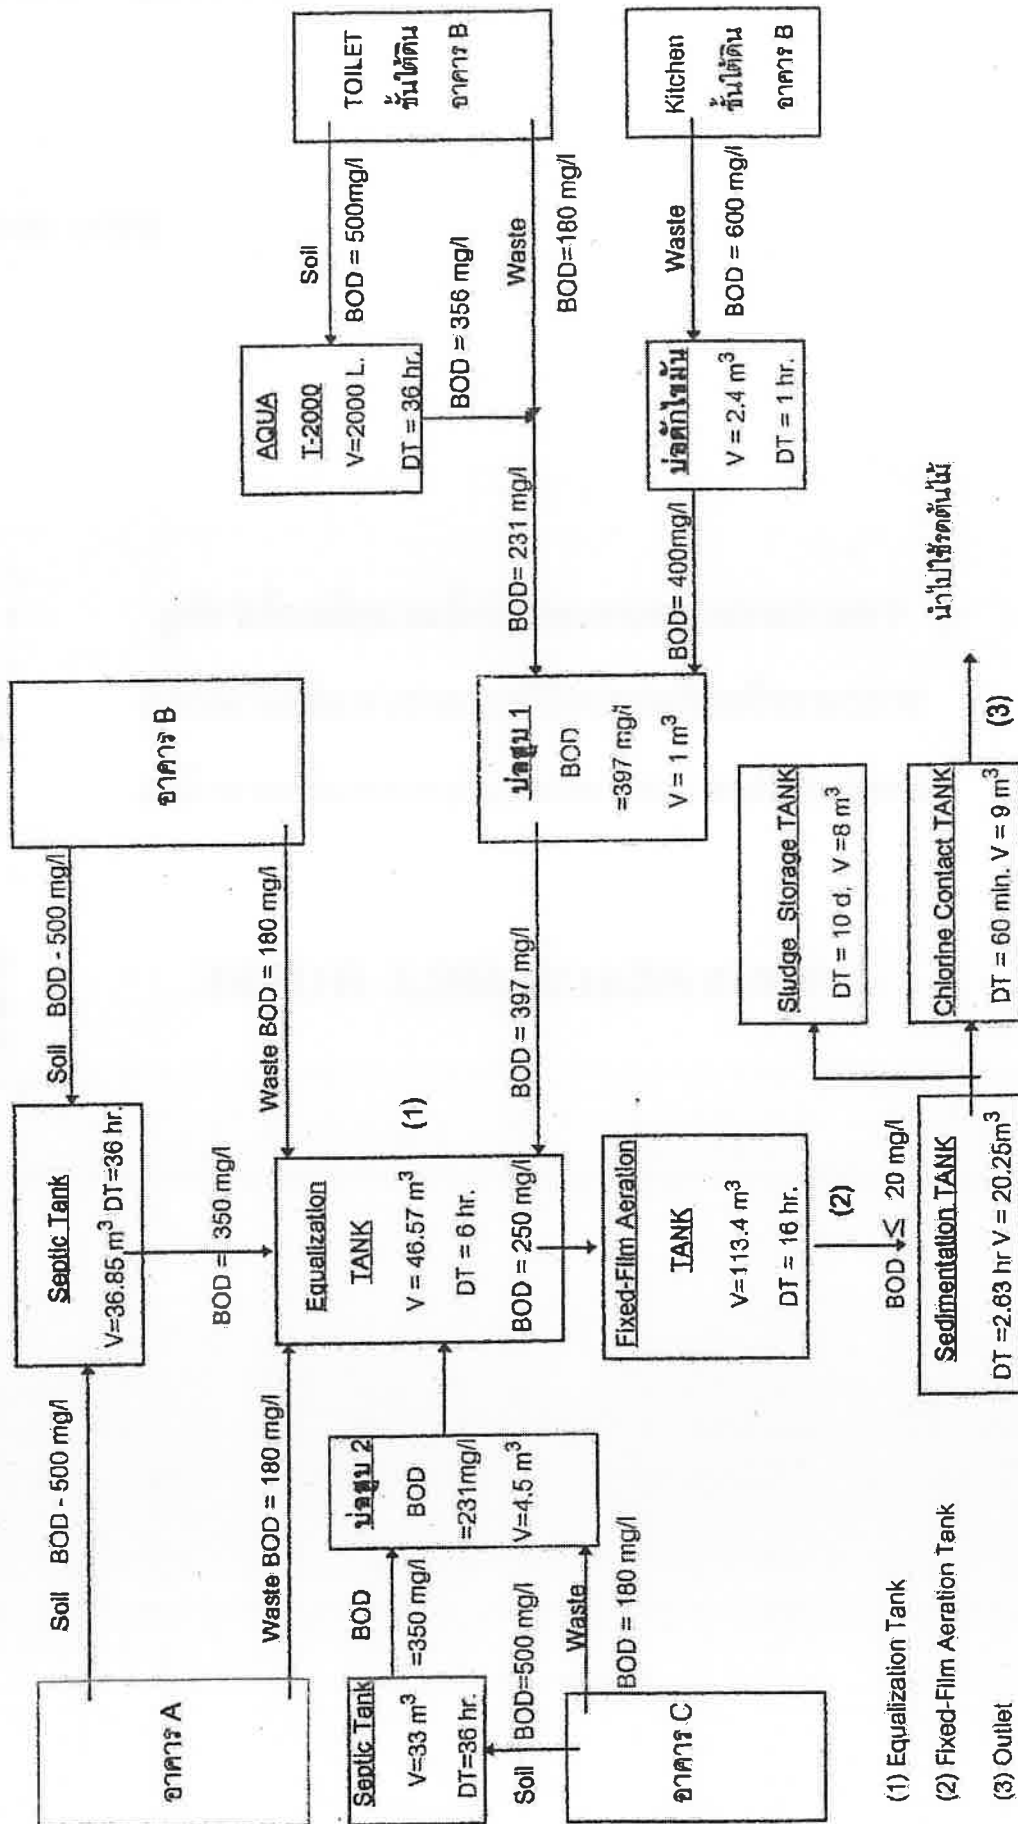 อาคาร A
Soil BOD - 500 mg/l
Waste BOD = 180 mg/l
Septic Tank
V=36.85 m³ DT=36 hr.
BOD = 350 mg/l
Soil BOD - 500 mg/l
Waste BOD = 180 mg/l
อาคาร B
TOILET
ชั้นใต้ดิน
อาคาร B
Soil
BOD = 500mg/l
AQUA
T-2000
V=2000 L.
DT = 36 hr.
BOD = 356 mg/l
Waste
BOD=180 mg/l
BOD= 231 mg/l
Kitchen
ชั้นใต้ดิน
อาคาร B
Waste
BOD = 600 mg/l
บ่อดักไขมัน
V = 2.4 m³
DT = 1 hr.
BOD= 400mg/l
บ่อสูบ 1
BOD
=397 mg/l
V = 1 m³
BOD = 397 mg/l
Equalization
TANK
V = 46.57 m³
DT = 6 hr.
BOD = 250 mg/l
(1)
Septic Tank
V=33 m³
DT=36 hr.
BOD
=350 mg/l
Soil BOD=500 mg/l
Waste
BOD = 180 mg/l
อาคาร C
บ่อสูบ 2
BOD
=231mg/l
V=4.5 m³
Fixed-Film Aeration
TANK
V=113.4 m³
DT = 16 hr.
(2)
BOD ≤ 20 mg/l
Sedimentation TANK
DT =2.63 hr V = 20.25m³
Sludge Storage TANK
DT = 10 d, V =8 m³
Chlorine Contact TANK
DT = 60 min. V = 9 m³
(3)
นำไปใช้รดต้นไม้
(1) Equalization Tank
(2) Fixed-Film Aeration Tank
(3) Outlet